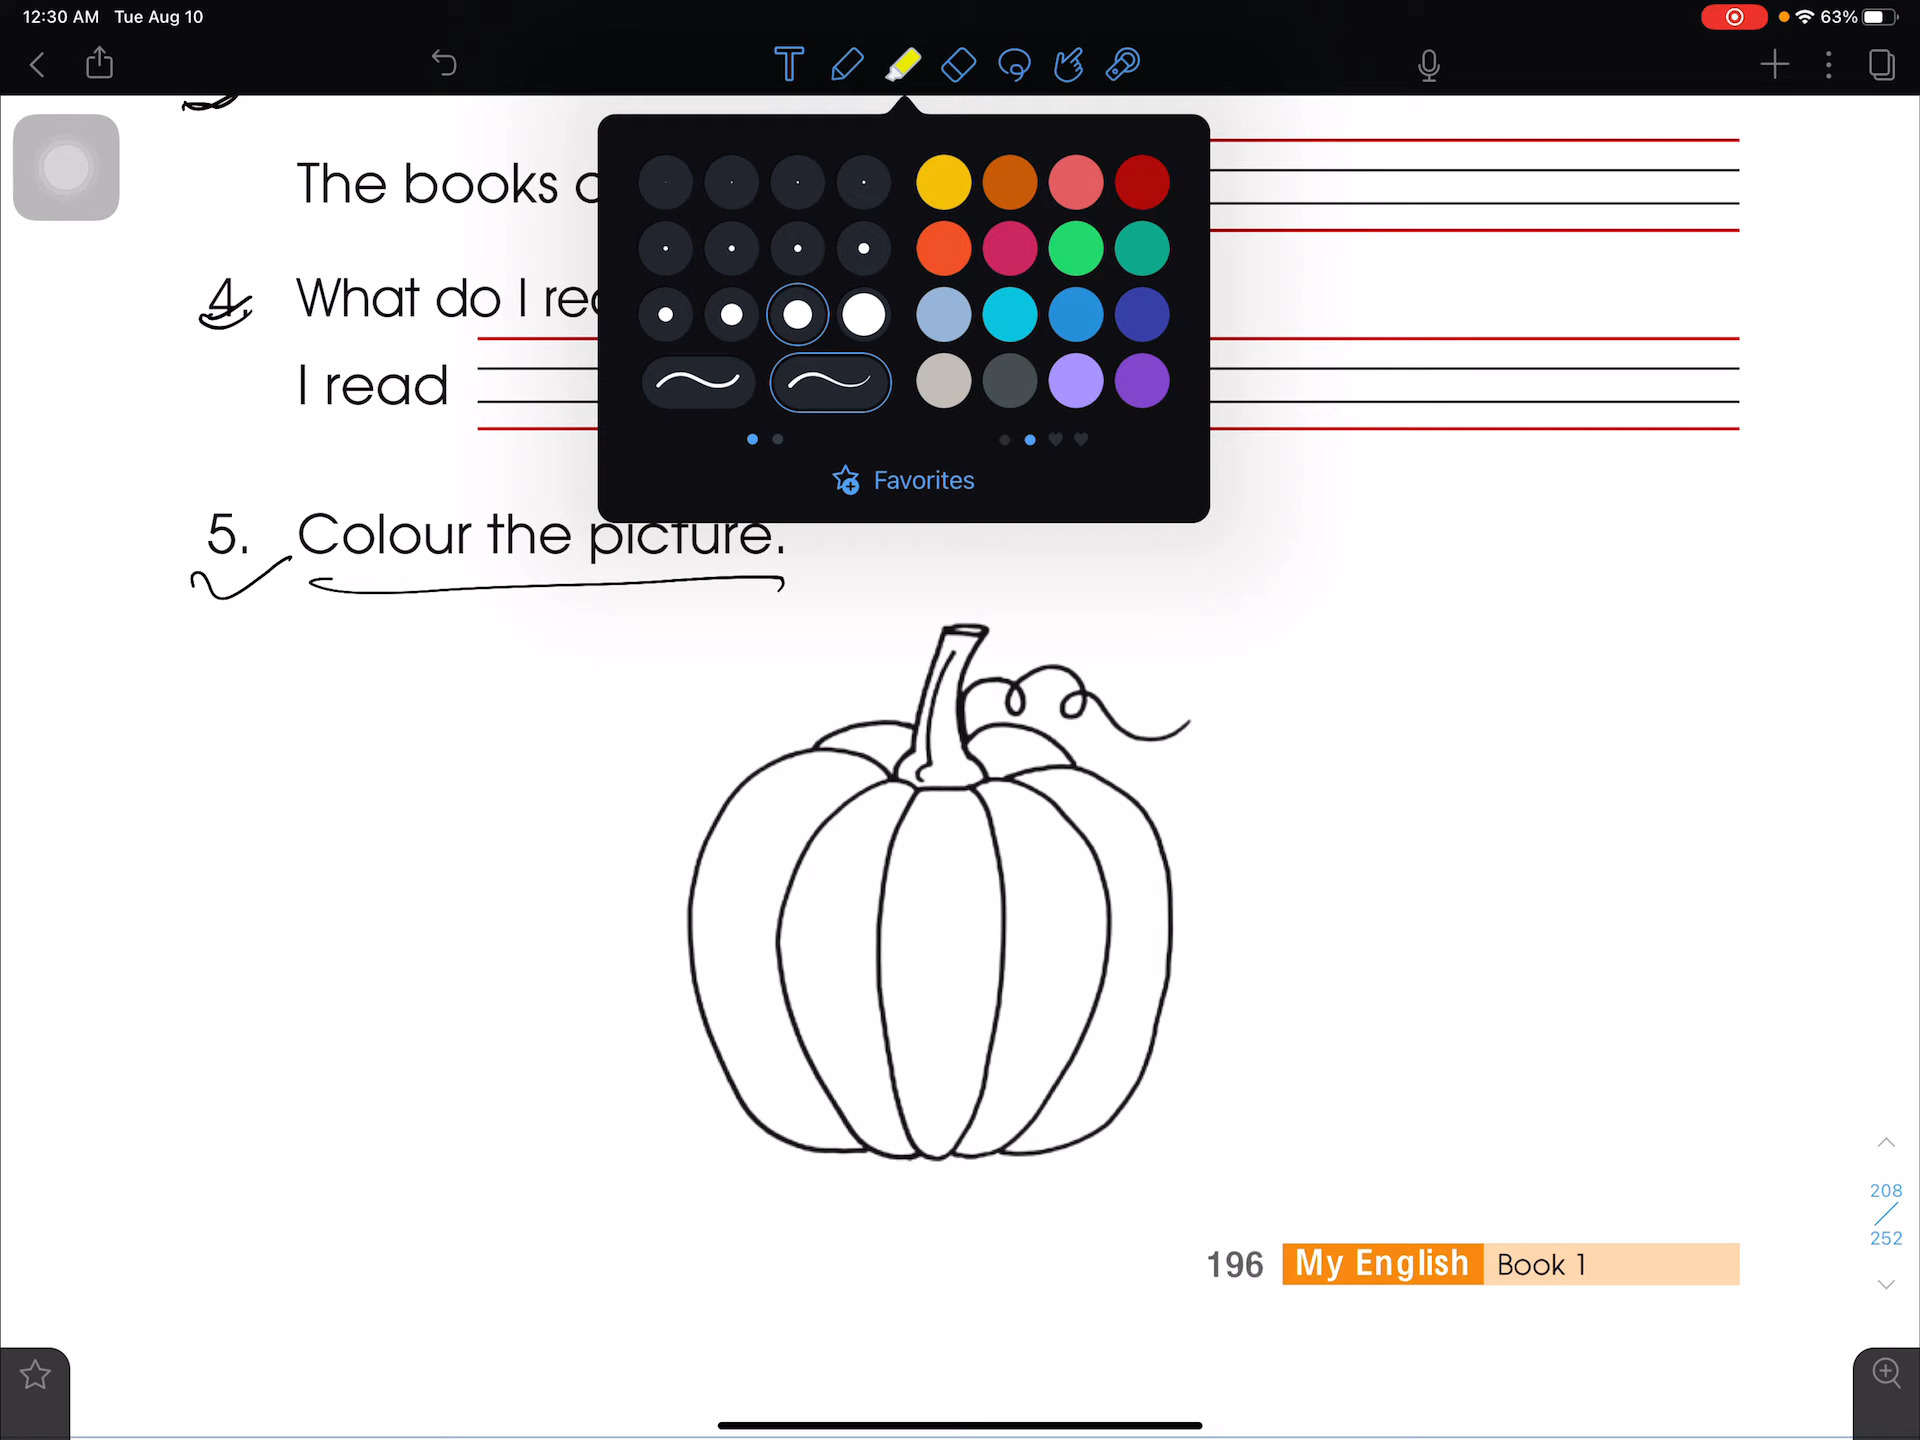 12:30 AM Tue Aug 10
63%
T
The books
4. What do I
I read
Favorites
5. Colour the picture.
208
252
196 My English Book 1